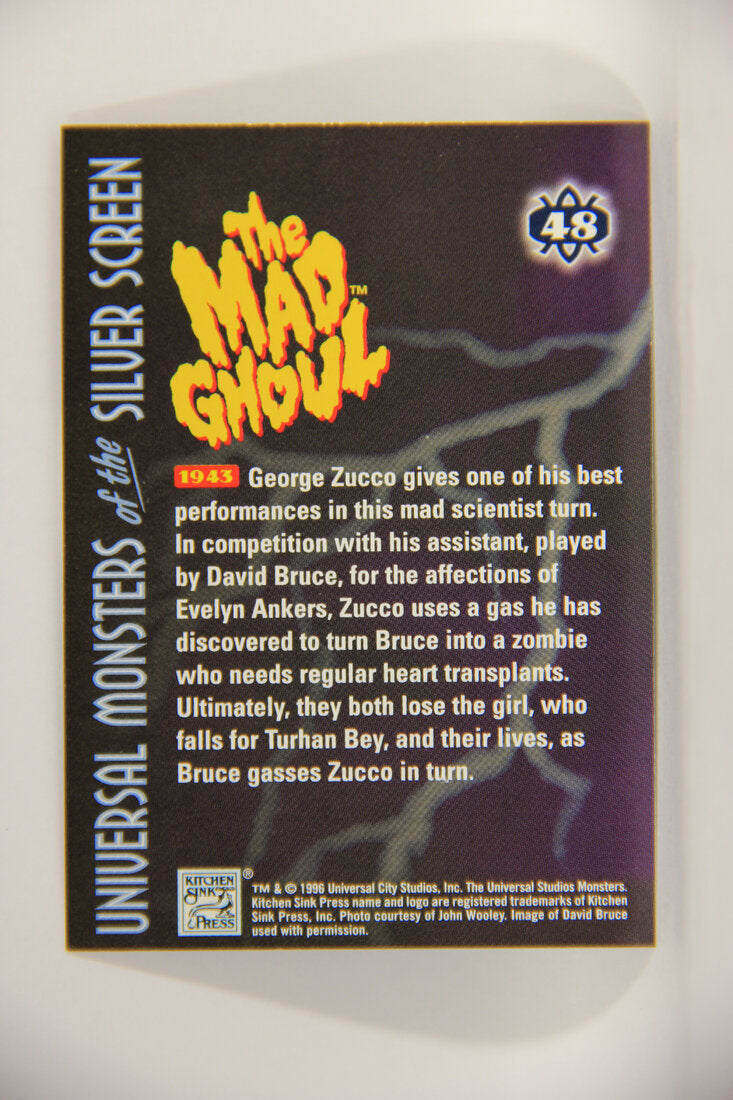 UNIVERSAL MONSTERS of the SILVER SCREEN
The
MAD™
GHOUL
48
1943 George Zucco gives one of his best
performances in this mad scientist turn.
In competition with his assistant, played
by David Bruce, for the affections of
Evelyn Ankers, Zucco uses a gas he has
discovered to turn Bruce into a zombie
who needs regular heart transplants.
Ultimately, they both lose the girl, who
falls for Turhan Bey, and their lives, as
Bruce gasses Zucco in turn.
KITCHEN
SINK
PRESS
®
™ & © 1996 Universal City Studios, Inc. The Universal Studios Monsters.
Kitchen Sink Press name and logo are registered trademarks of Kitchen
Sink Press, Inc. Photo courtesy of John Wooley. Image of David Bruce
used with permission.